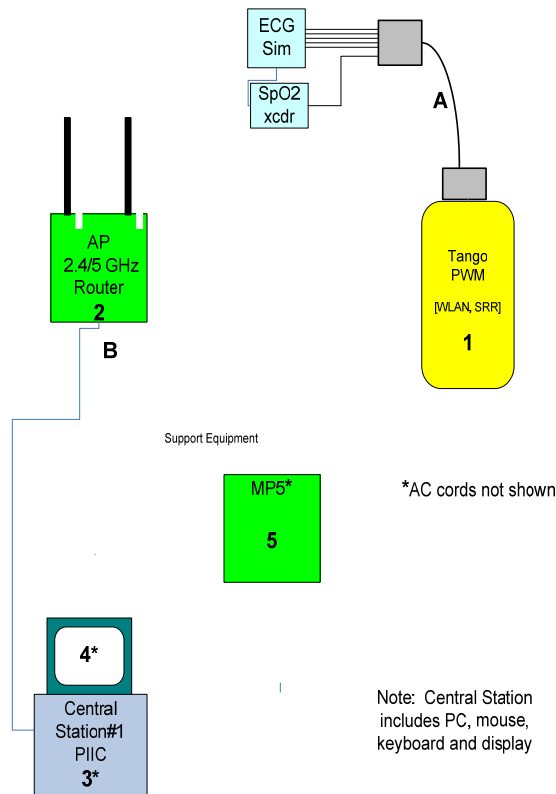 ECG
Sim
SpO2
xcdr
A
AP
2.4/5 GHz
Router
2
B
Tango
PWM
[WLAN, SRR]
1
Support Equipment
MP5*
5
*AC cords not shown
4*
Central
Station#1
PIIC
3*
Note: Central Station
includes PC, mouse,
keyboard and display